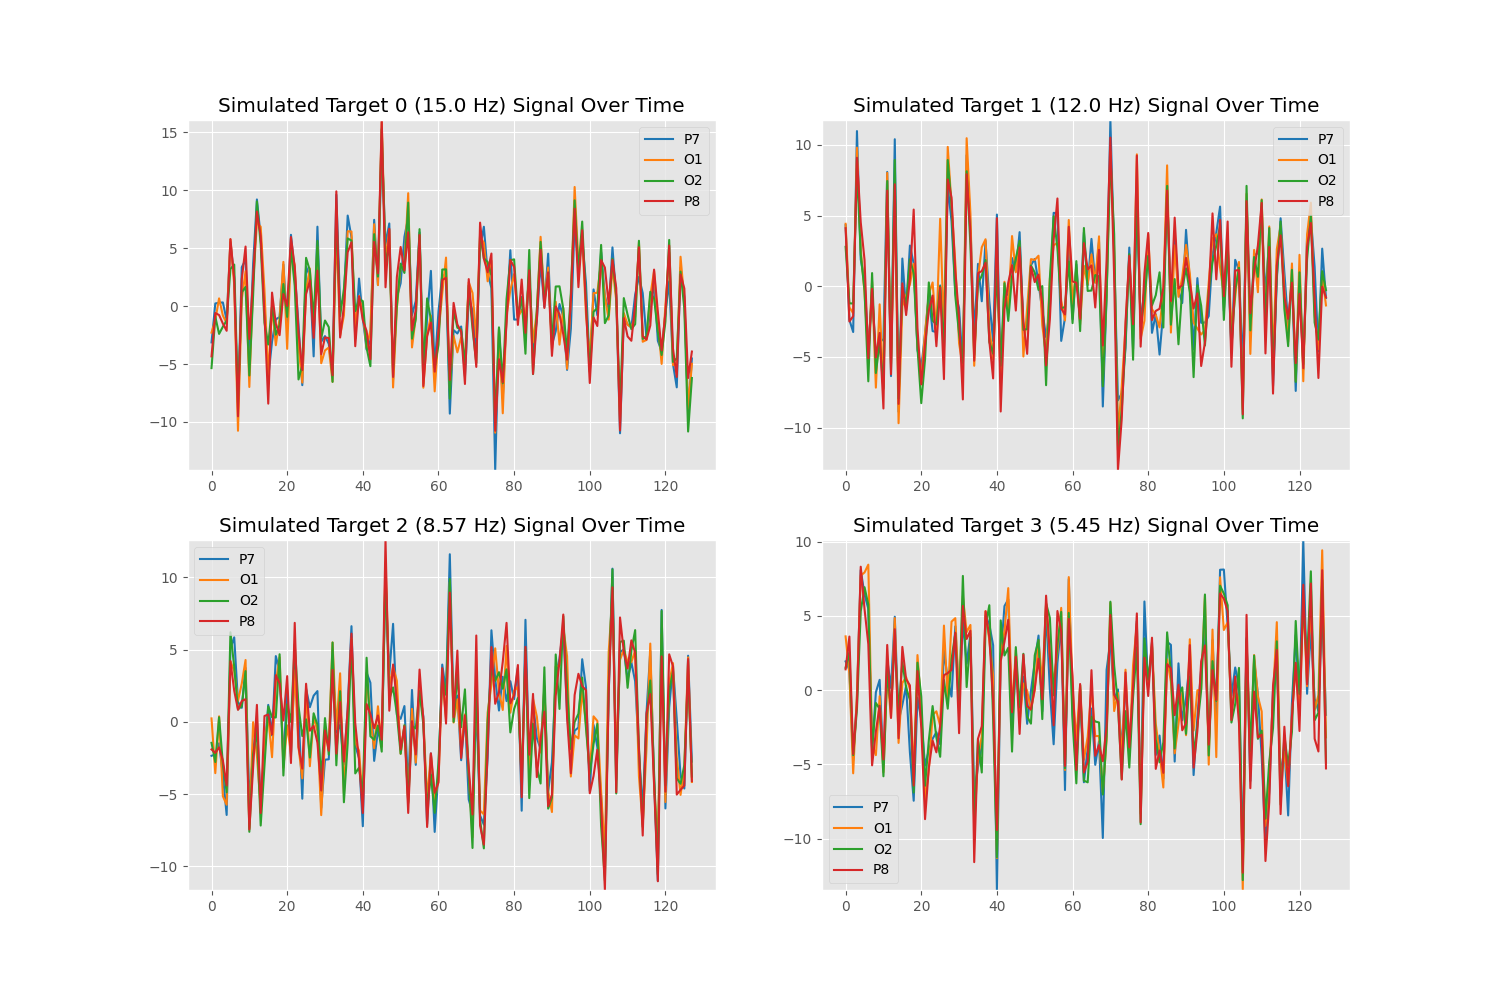 Simulated Target 0 (15.0 Hz) Signal Over Time
15
10
5
0
−5
−10
0 20 40 60 80 100 120
P7
O1
O2
P8
Simulated Target 1 (12.0 Hz) Signal Over Time
10
5
0
−5
−10
0 20 40 60 80 100 120
P7
O1
O2
P8
Simulated Target 2 (8.57 Hz) Signal Over Time
10
5
0
−5
−10
0 20 40 60 80 100 120
P7
O1
O2
P8
Simulated Target 3 (5.45 Hz) Signal Over Time
10
5
0
−5
−10
0 20 40 60 80 100 120
P7
O1
O2
P8